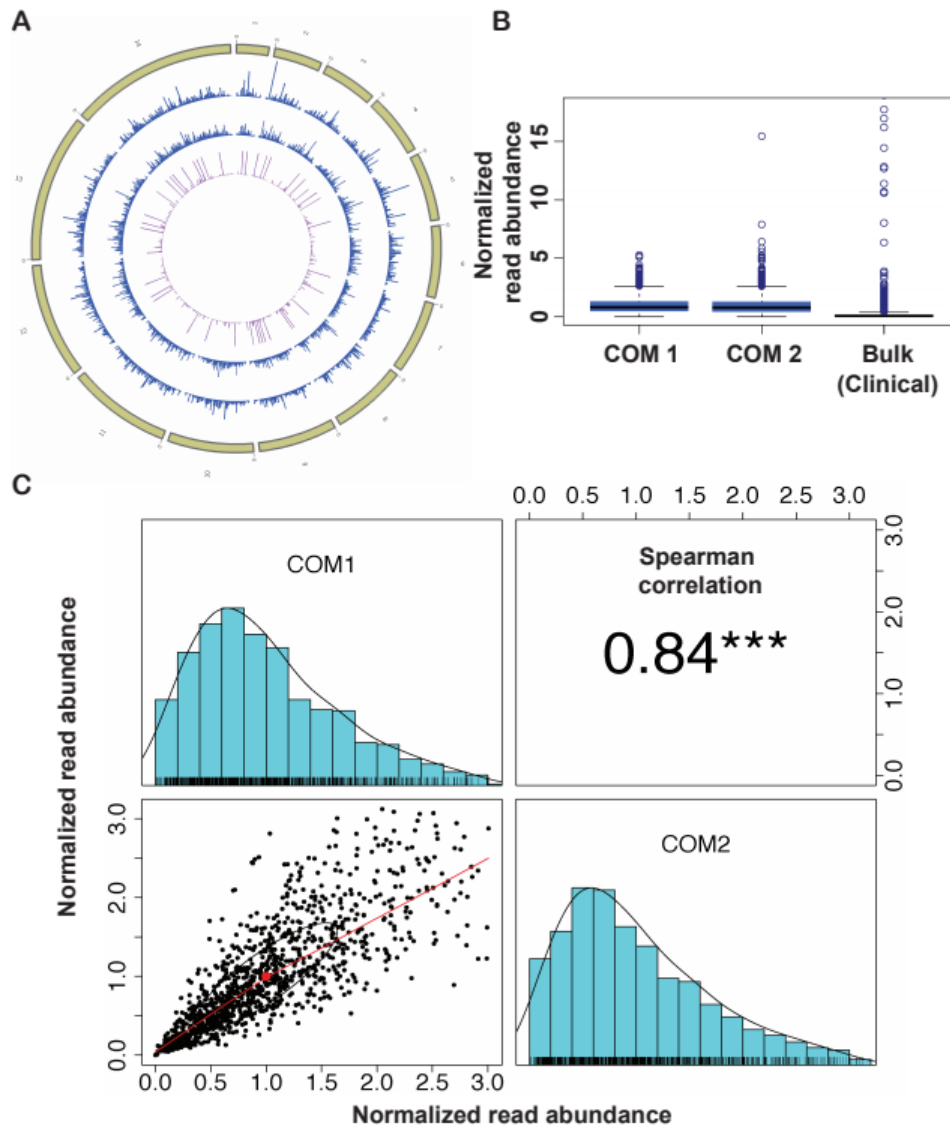 A
B
Normalized
read abundance
15
10
5
0
COM 1
COM 2
Bulk
(Clinical)
C
0.0 0.5 1.0 1.5 2.0 2.5 3.0
COM1
Spearman
correlation
0.84***
3.0
2.0
1.0
0.0
Normalized read abundance
3.0
2.0
1.0
0.0
COM2
0.0 0.5 1.0 1.5 2.0 2.5 3.0
Normalized read abundance